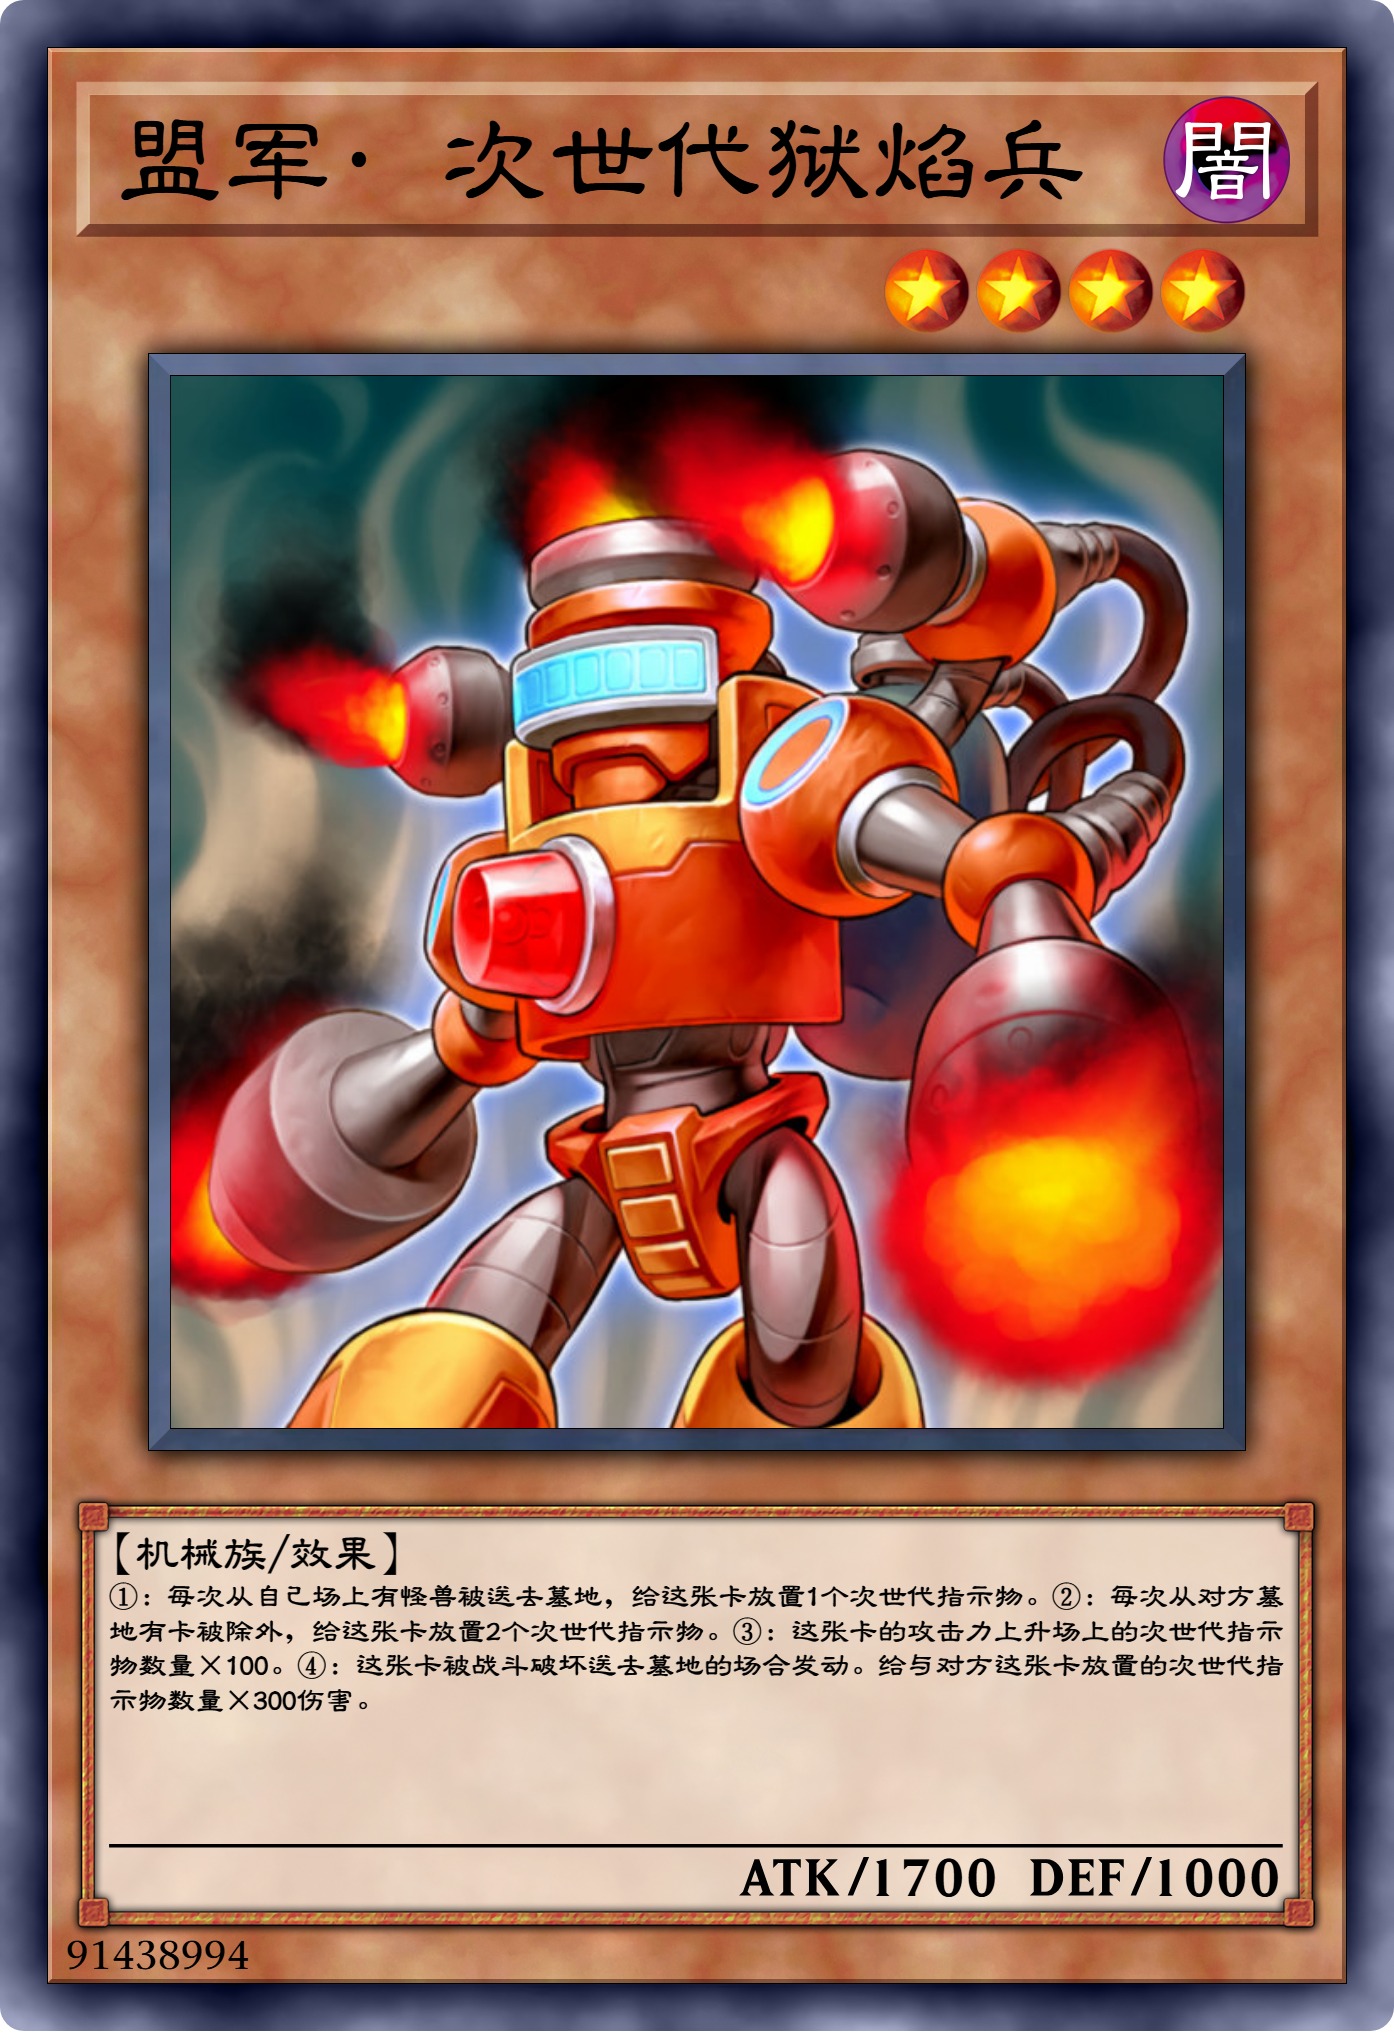 盟军·次世代狱焰兵
闇
【机械族/效果】
①：每次从自己场上有怪兽被送去墓地，给这张卡放置1个次世代指示物。②：每次从对方墓
地有卡被除外，给这张卡放置2个次世代指示物。③：这张卡的攻击力上升场上的次世代指示
物数量×100。④：这张卡被战斗破坏送去墓地的场合发动。给与对方这张卡放置的次世代指
示物数量×300伤害。
ATK/1700 DEF/1000
91438994